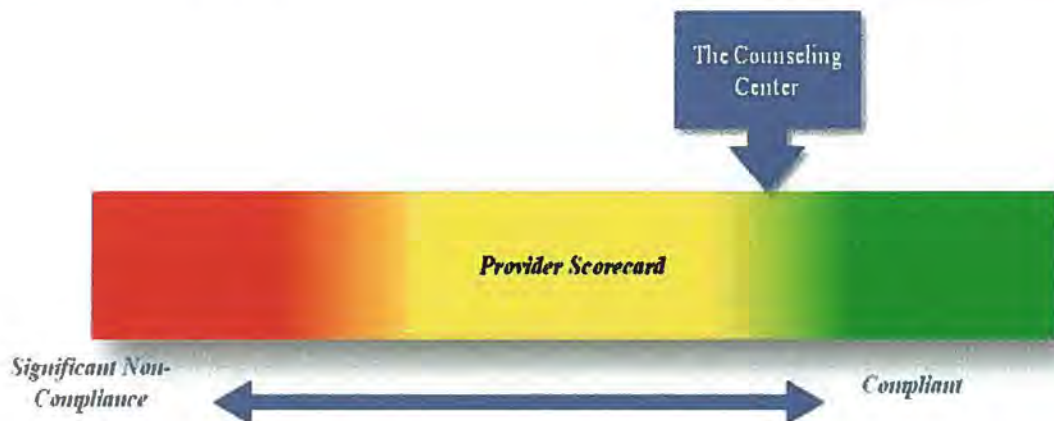 The Counseling
Center
Provider Scorecard
Significant Non-
Compliance
Compliant